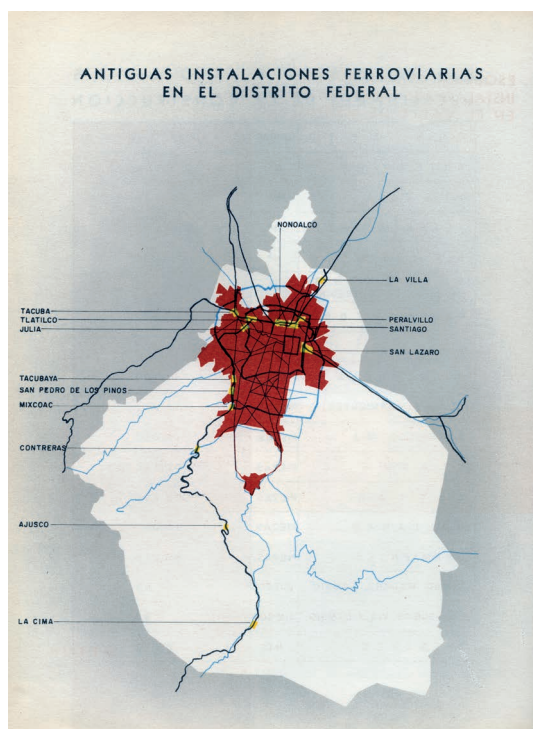 ANTIGUAS INSTALACIONES FERROVIARIAS
EN EL DISTRITO FEDERAL
NONOALCO
LA VILLA
TACUBA
TLATILCO
JULIA
PERALVILLO
SANTIAGO
SAN LAZARO
TACUBAYA
SAN PEDRO DE LOS PINOS
MIXCOAC
CONTRERAS
AJUSCO
LA CIMA